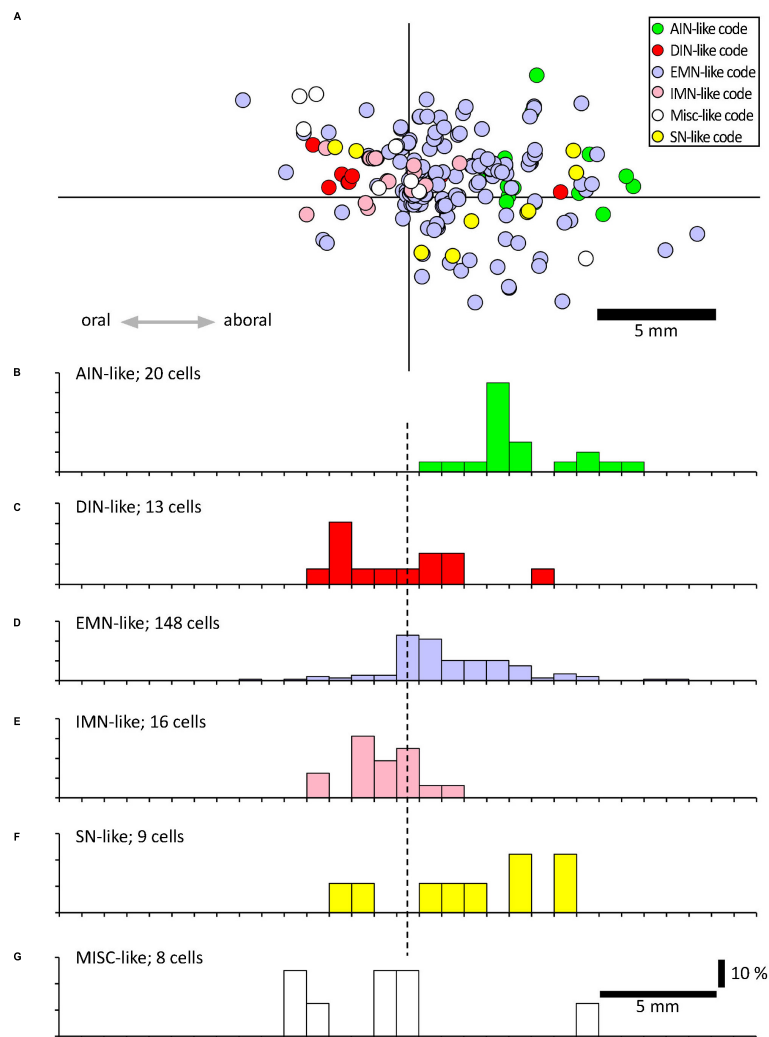 A
AIN-like code
DIN-like code
EMN-like code
IMN-like code
Misc-like code
SN-like code
oral
aboral
5 mm
B
AIN-like; 20 cells
C
DIN-like; 13 cells
D
EMN-like; 148 cells
E
IMN-like; 16 cells
F
SN-like; 9 cells
G
MISC-like; 8 cells
10 %
5 mm